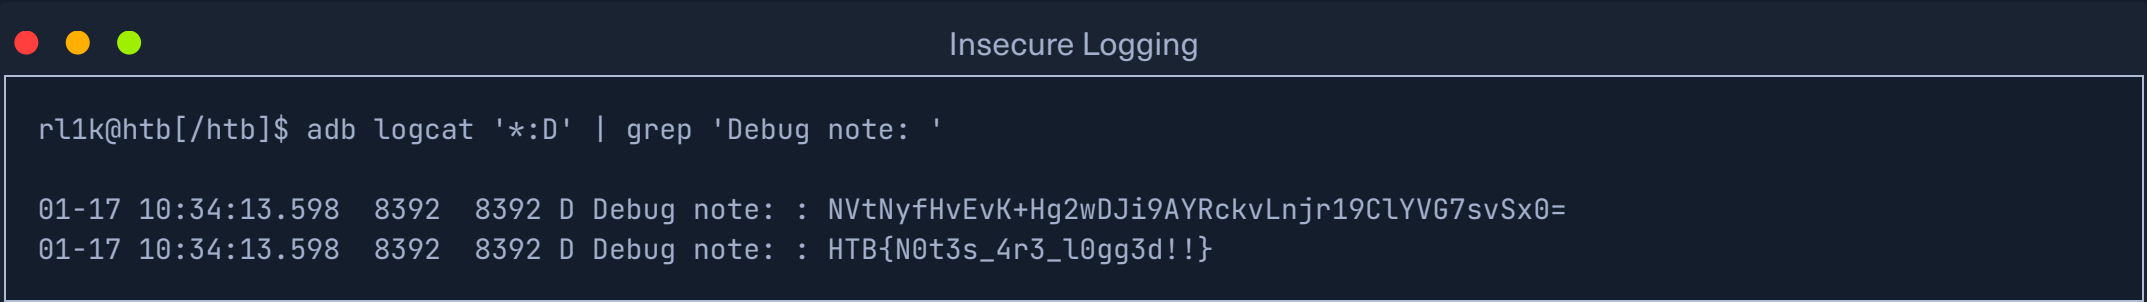 Insecure Logging
rl1k@htb[/htb]$ adb logcat '*:D' | grep 'Debug note: '
01-17 10:34:13.598  8392  8392 D Debug note: : NVtNyfHvEvK+Hg2wDJi9AYRckvLnjr19ClYVG7svSx0=
01-17 10:34:13.598  8392  8392 D Debug note: : HTB{N0t3s_4r3_l0gg3d!!}